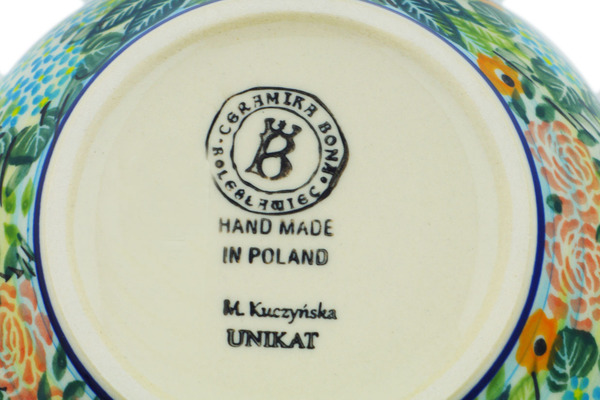 CERAMIKA BONA
BOLESŁAWIEC
B
HAND MADE
IN POLAND
M. Kuczyńska
UNIKAT